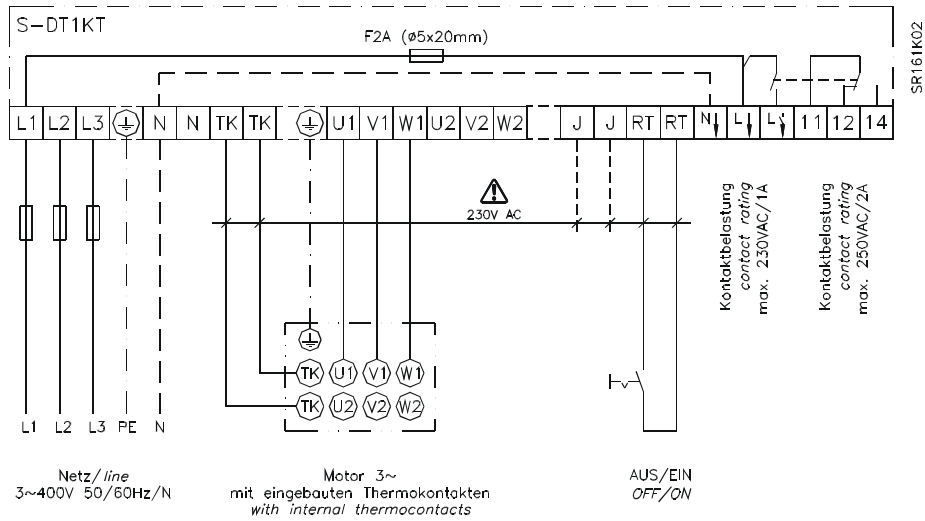 S-DT1KT
F2A (ø5x20mm)
SR161K02
L1 L2 L3 N N TK TK U1 V1 W1 U2 V2 W2 J J RT RT N L L' 11 12 14
230V AC
Kontaktbelastung
contact rating
max. 230VAC/1A
Kontaktbelastung
contact rating
max. 250VAC/2A
TK U1 V1 W1
TK U2 V2 W2
L1 L2 L3 PE N
Netz/line
3~400V 50/60Hz/N
Motor 3~
mit eingebauten Thermokontakten
with internal thermocontacts
AUS/EIN
OFF/ON